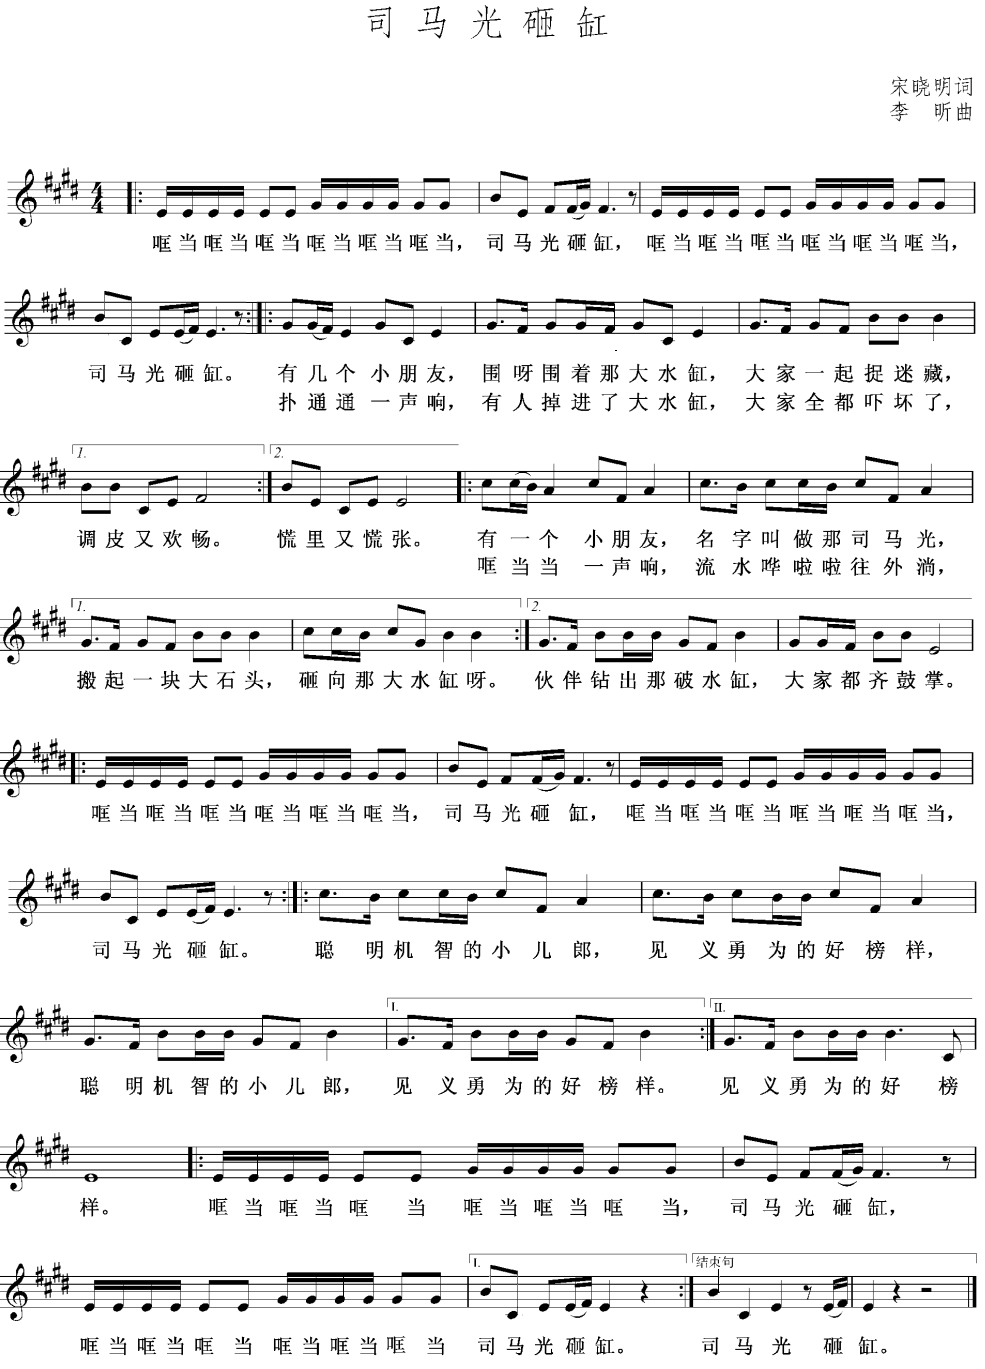 司马光砸缸
宋晓明词
李 昕曲
哐当哐当哐当哐当哐当哐当，司马光砸缸，哐当哐当哐当哐当哐当哐当，
司马光砸缸。 有几个小朋友，围呀围着那大水缸，大家一起捉迷藏，
扑通通一声响，有人掉进了大水缸，大家全都吓坏了，
1. 2.
调皮又欢畅。 慌里又慌张。 有一个小朋友，名字叫做那司马光，
哐当当一声响，流水哗啦啦往外淌，
1. 2.
搬起一块大石头，砸向那大水缸呀。 伙伴钻出那破水缸，大家都齐鼓掌。
哐当哐当哐当哐当哐当哐当，司马光砸缸，哐当哐当哐当哐当哐当哐当，
司马光砸缸。 聪明机智的小儿郎，见义勇为的好榜样，
I. II.
聪明机智的小儿郎，见义勇为的好榜样。 见义勇为的好榜
样。 哐当哐当哐当哐当哐当哐当，司马光砸缸，
I. 结束句
哐当哐当哐当哐当哐当哐当 司马光砸缸。 司马光砸缸。